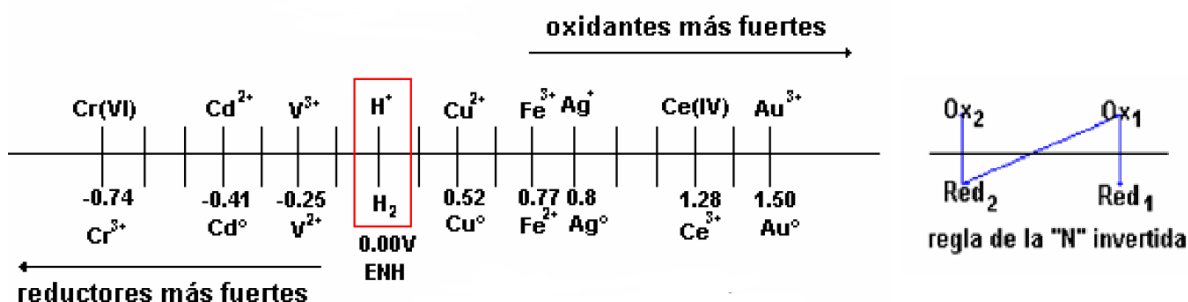 oxidantes más fuertes
Cr(VI) Cd²⁺ V³⁺ H⁺ Cu²⁺ Fe³⁺ Ag⁺ Ce(IV) Au³⁺
-0.74 -0.41 -0.25 H₂ 0.52 0.77 0.8 1.28 1.50
Cr³⁺ Cd° V²⁺ Cu° Fe²⁺ Ag° Ce³⁺ Au°
0.00V
ENH
reductores más fuertes
Ox₂ Ox₁
Red₂ Red₁
regla de la "N" invertida